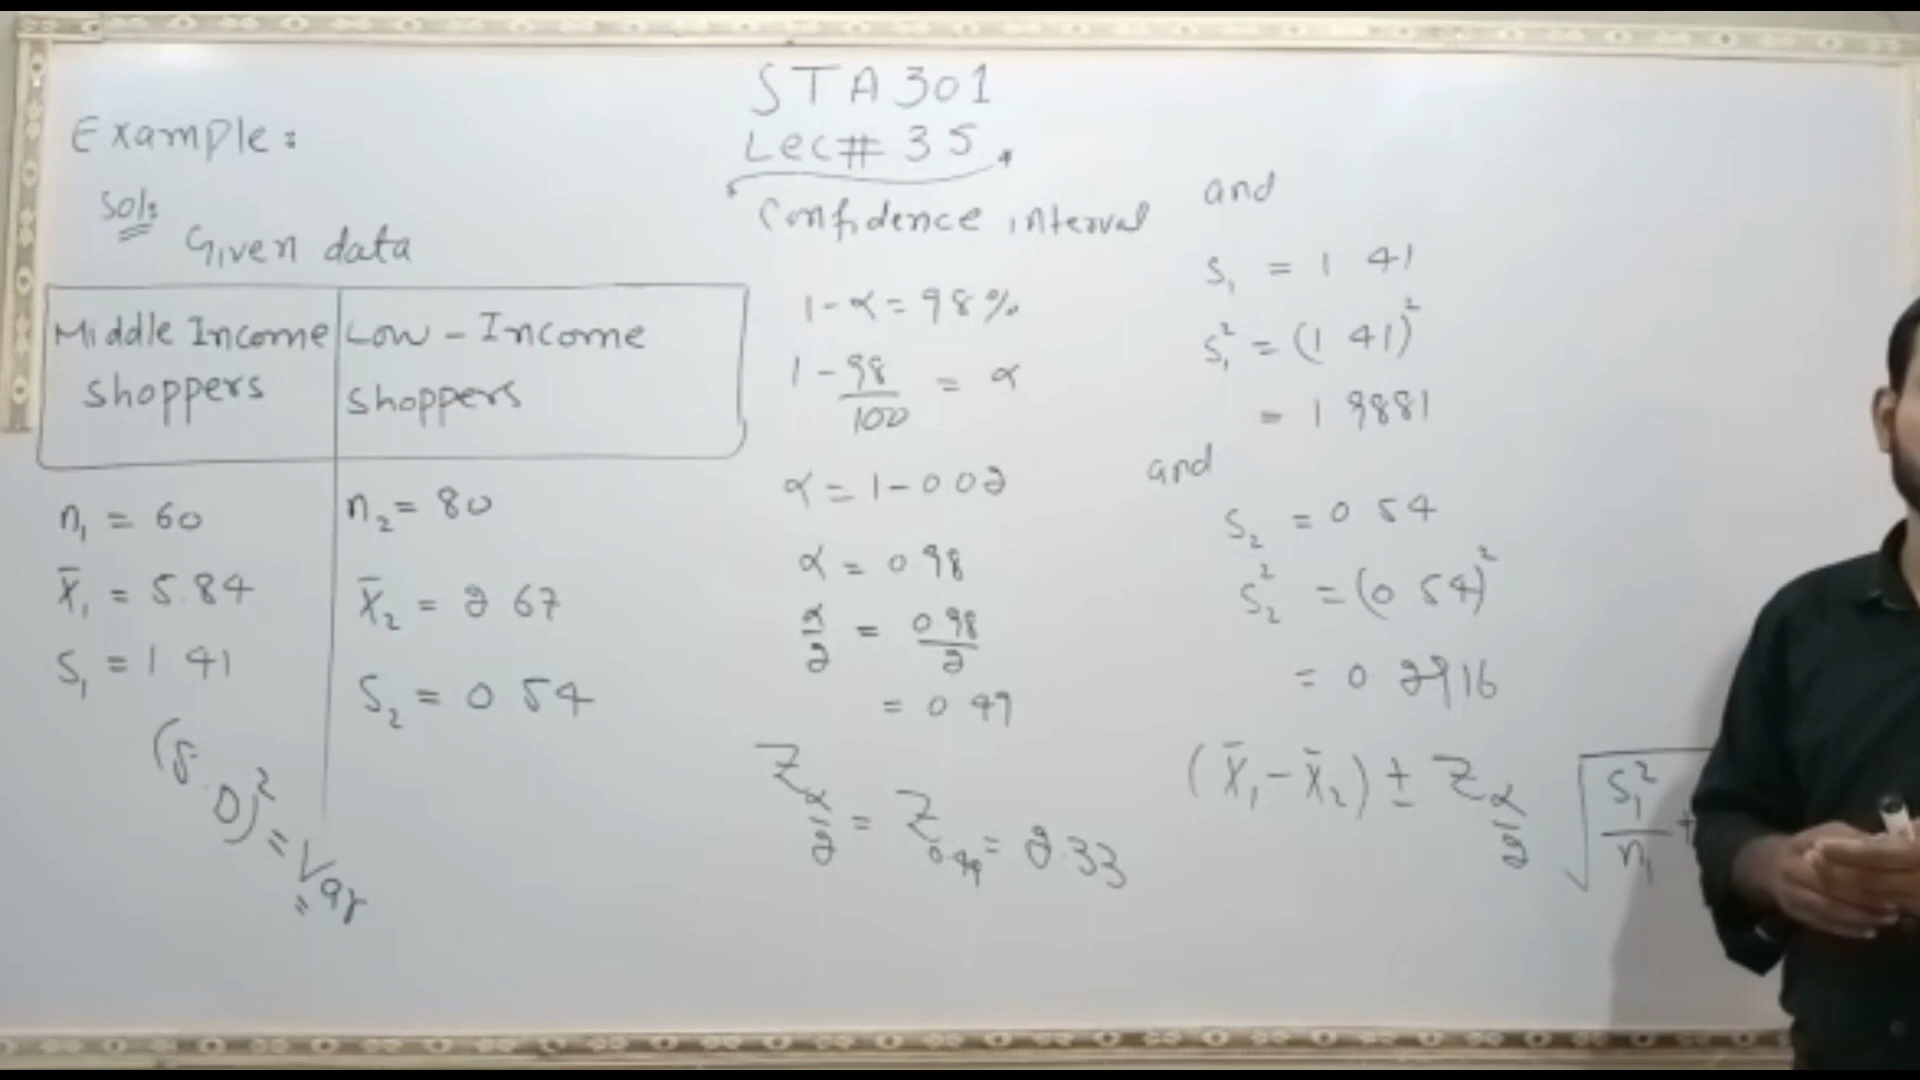 STA301
Lec# 35
Example:
Sol:
Given data
Middle Income shoppers | Low-Income shoppers
n₁ = 60
x̄₁ = 5.84
S₁ = 1 41
(S.D)² = Var
n₂ = 80
x̄₂ = 2 67
S₂ = 0 54
Confidence interval
1-α = 98%
1 - 98/100 = α
α = 1-0 02
α = 0 98
α/2 = 0.98/2
= 0 49
Z α/2 = Z 0.49 = 2.33
and
S₁ = 1 41
S₁² = (1 41)²
= 1 9881
and
S₂ = 0 54
S₂² = (0 54)²
= 0 2916
(x̄₁ - x̄₂) ± Z α/2 √ S₁²/n₁ +